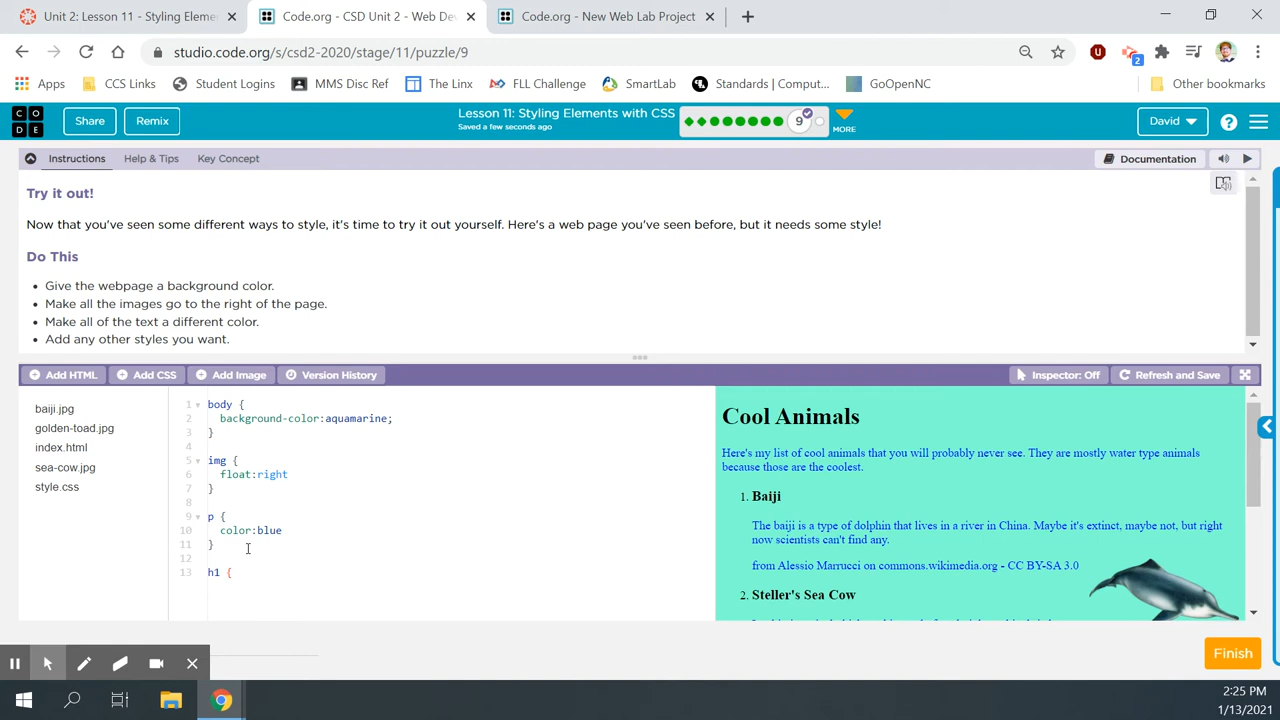 Unit 2: Lesson 11 - Styling Elemen
Code.org - CSD Unit 2 - Web Dev
Code.org - New Web Lab Project
studio.code.org/s/csd2-2020/stage/11/puzzle/9
2
Apps
CCS Links
Student Logins
MMS Disc Ref
The Linx
FLL Challenge
SmartLab
Standards | Comput...
GoOpenNC
Other bookmarks
C O
D E
Share
Remix
Lesson 11: Styling Elements with CSS
Saved a few seconds ago
9
MORE
David
Instructions
Help & Tips
Key Concept
Documentation
Try it out!
Now that you've seen some different ways to style, it's time to try it out yourself. Here's a web page you've seen before, but it needs some style!
Do This
• Give the webpage a background color.
• Make all the images go to the right of the page.
• Make all of the text a different color.
• Add any other styles you want.
Add HTML
Add CSS
Add Image
Version History
Inspector: Off
Refresh and Save
baiji.jpg
golden-toad.jpg
index.html
sea-cow.jpg
style.css
1 body {
2 background-color:aquamarine;
3 }
4
5 img {
6 float:right
7 }
8
9 p {
10 color:blue
11 }
12
13 h1 {
Cool Animals
Here's my list of cool animals that you will probably never see. They are mostly water type animals
because those are the coolest.
1. Baiji
The baiji is a type of dolphin that lives in a river in China. Maybe it's extinct, maybe not, but right
now scientists can't find any.
from Alessio Marrucci on commons.wikimedia.org - CC BY-SA 3.0
2. Steller's Sea Cow
Finish
2:25 PM
1/13/2021